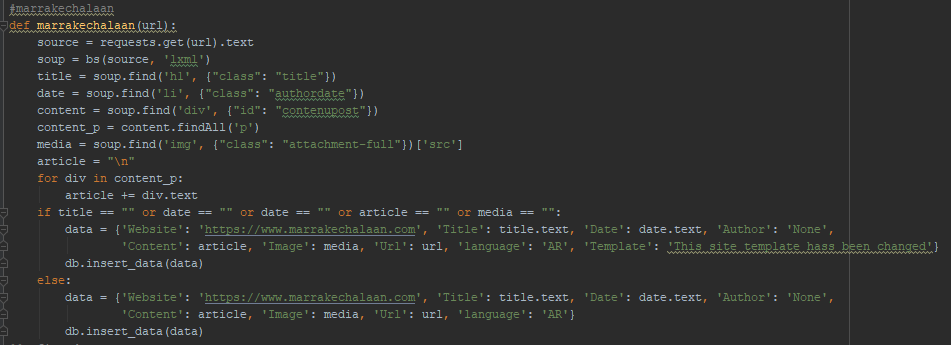 #marrakechalaan
def marrakechalaan(url):
source = requests.get(url).text
soup = bs(source, 'lxml')
title = soup.find('h1', {"class": "title"})
date = soup.find('li', {"class": "authordate"})
content = soup.find('div', {"id": "contenupost"})
content_p = content.findAll('p')
media = soup.find('img', {"class": "attachment-full"})['src']
article = "\n"
for div in content_p:
article += div.text
if title == "" or date == "" or date == "" or article == "" or media == "":
data = {'Website': 'https://www.marrakechalaan.com', 'Title': title.text, 'Date': date.text, 'Author': 'None',
'Content': article, 'Image': media, 'Url': url, 'language': 'AR', 'Template': 'This site template hass been changed'}
db.insert_data(data)
else:
data = {'Website': 'https://www.marrakechalaan.com', 'Title': title.text, 'Date': date.text, 'Author': 'None',
'Content': article, 'Image': media, 'Url': url, 'language': 'AR'}
db.insert_data(data)